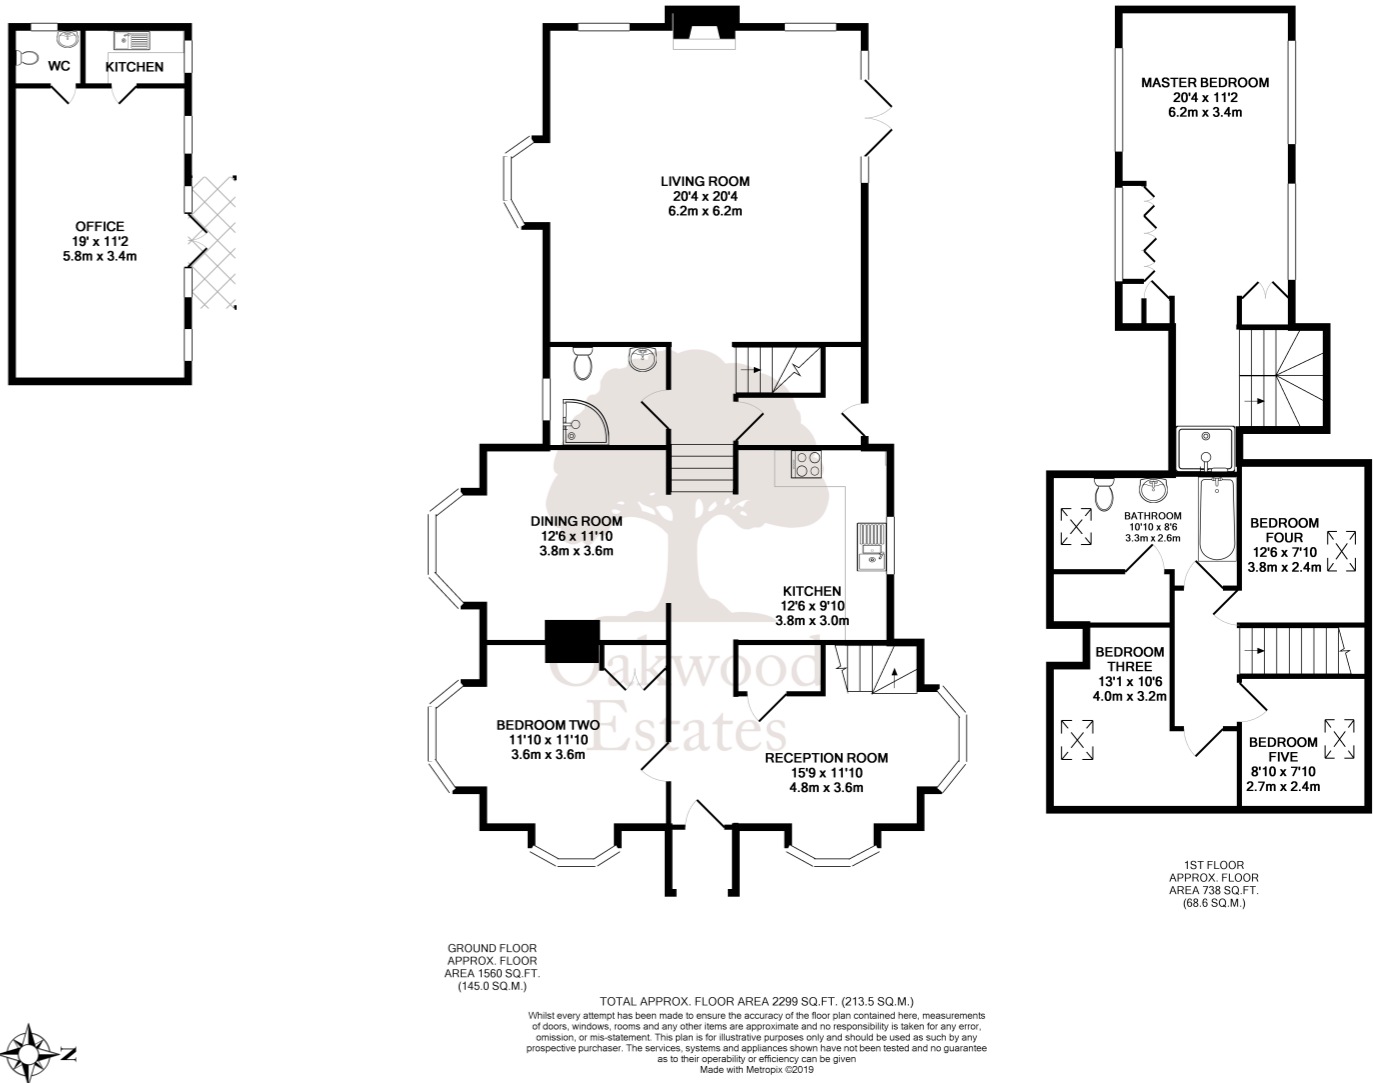 WC
KITCHEN
OFFICE
19' x 11'2
5.8m x 3.4m
LIVING ROOM
20'4 x 20'4
6.2m x 6.2m
DINING ROOM
12'6 x 11'10
3.8m x 3.6m
KITCHEN
12'6 x 9'10
3.8m x 3.0m
Oakwood
Estates
BEDROOM TWO
11'10 x 11'10
3.6m x 3.6m
RECEPTION ROOM
15'9 x 11'10
4.8m x 3.6m
MASTER BEDROOM
20'4 x 11'2
6.2m x 3.4m
BATHROOM
10'10 x 8'6
3.3m x 2.6m
BEDROOM
FOUR
12'6 x 7'10
3.8m x 2.4m
BEDROOM
THREE
13'1 x 10'6
4.0m x 3.2m
BEDROOM
FIVE
8'10 x 7'10
2.7m x 2.4m
1ST FLOOR
APPROX. FLOOR
AREA 738 SQ.FT.
(68.6 SQ.M.)
GROUND FLOOR
APPROX. FLOOR
AREA 1560 SQ.FT.
(145.0 SQ.M.)
TOTAL APPROX. FLOOR AREA 2299 SQ.FT. (213.5 SQ.M.)
Whilst every attempt has been made to ensure the accuracy of the floor plan contained here, measurements
of doors, windows, rooms and any other items are approximate and no responsibility is taken for any error,
omission, or mis-statement. This plan is for illustrative purposes only and should be used as such by any
prospective purchaser. The services, systems and appliances shown have not been tested and no guarantee
as to their operability or efficiency can be given
Made with Metropix ©2019
N